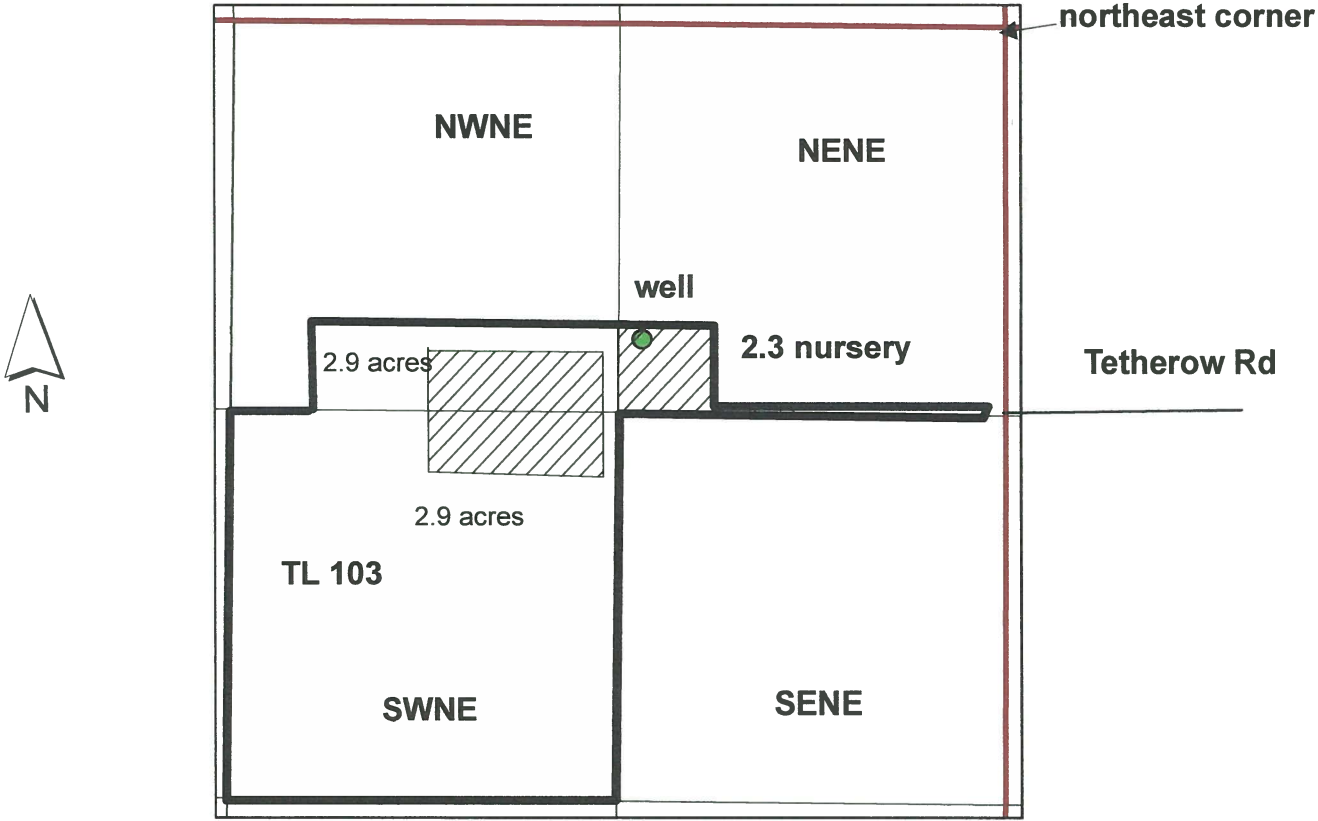 northeast corner
NWNE
NENE
well
2.9 acres
2.3 nursery
Tetherow Rd
N
2.9 acres
TL 103
SWNE
SENE